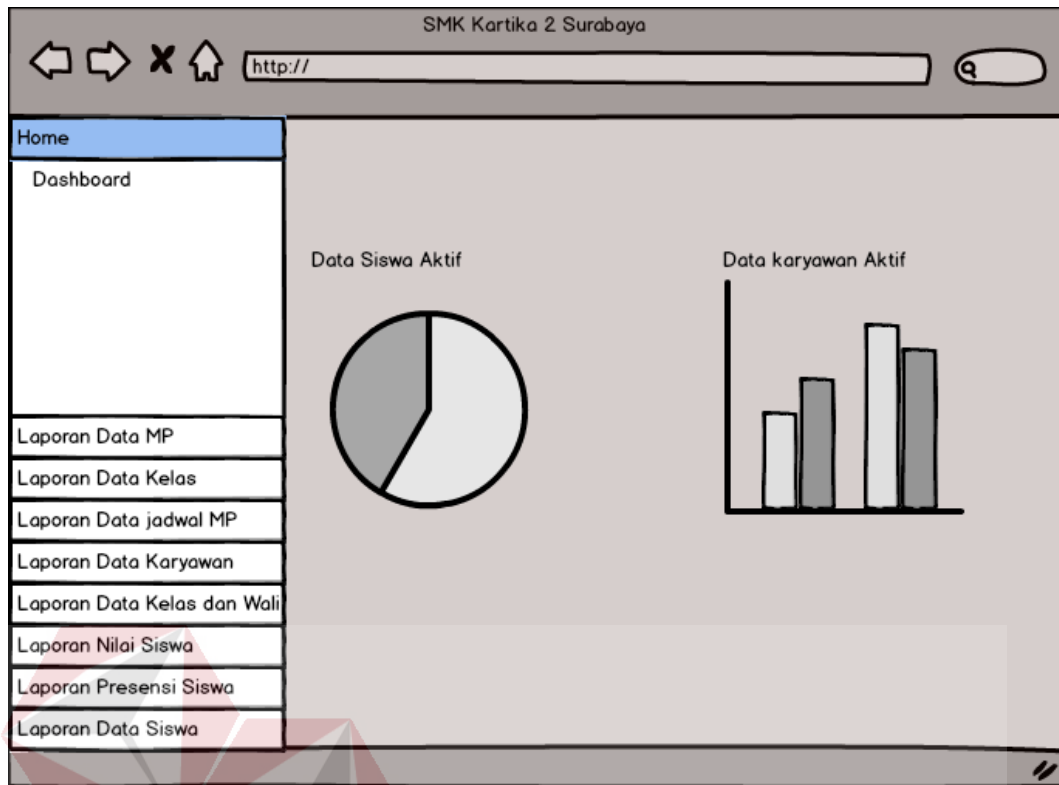 SMK Kartika 2 Surabaya
http://
Home
Dashboard
Data Siswa Aktif
Data karyawan Aktif
Laporan Data MP
Laporan Data Kelas
Laporan Data jadwal MP
Laporan Data Karyawan
Laporan Data Kelas dan Wali
Laporan Nilai Siswa
Laporan Presensi Siswa
Laporan Data Siswa